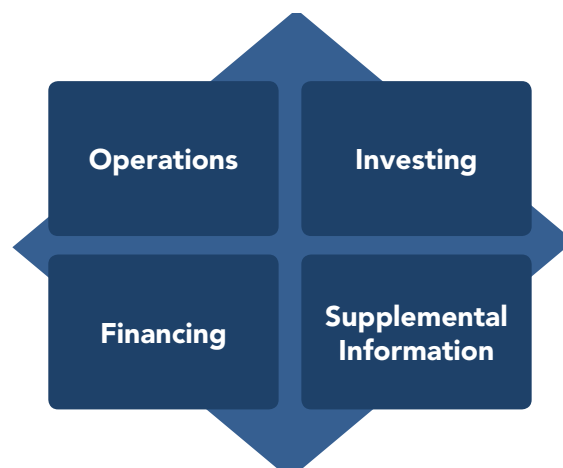 Operations
Investing
Financing
Supplemental
Information